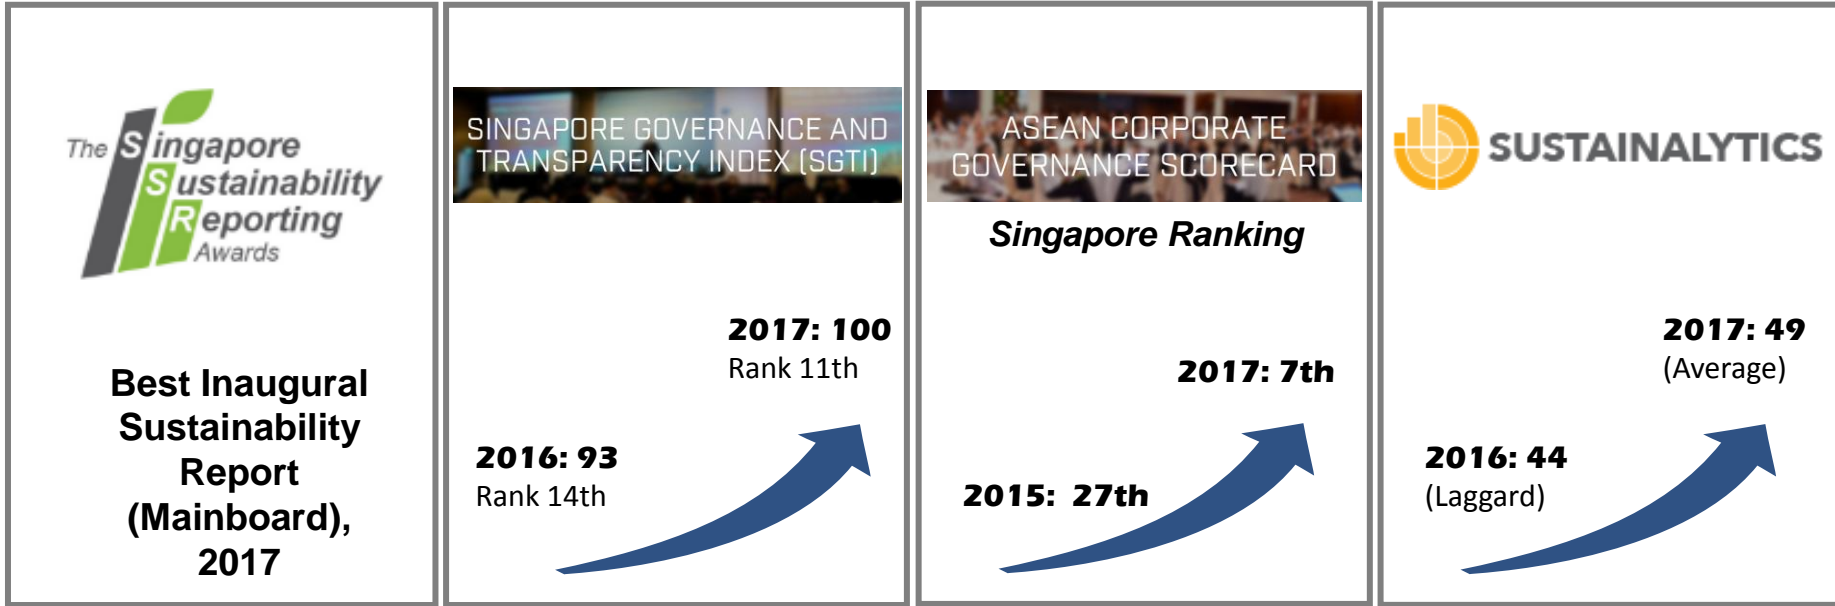 The Singapore
Sustainability
Reporting
Awards
Best Inaugural
Sustainability
Report
(Mainboard),
2017
SINGAPORE GOVERNANCE AND
TRANSPARENCY INDEX (SGTI)
2017: 100
Rank 11th
2016: 93
Rank 14th
ASEAN CORPORATE
GOVERNANCE SCORECARD
Singapore Ranking
2017: 7th
2015: 27th
SUSTAINALYTICS
2017: 49
(Average)
2016: 44
(Laggard)